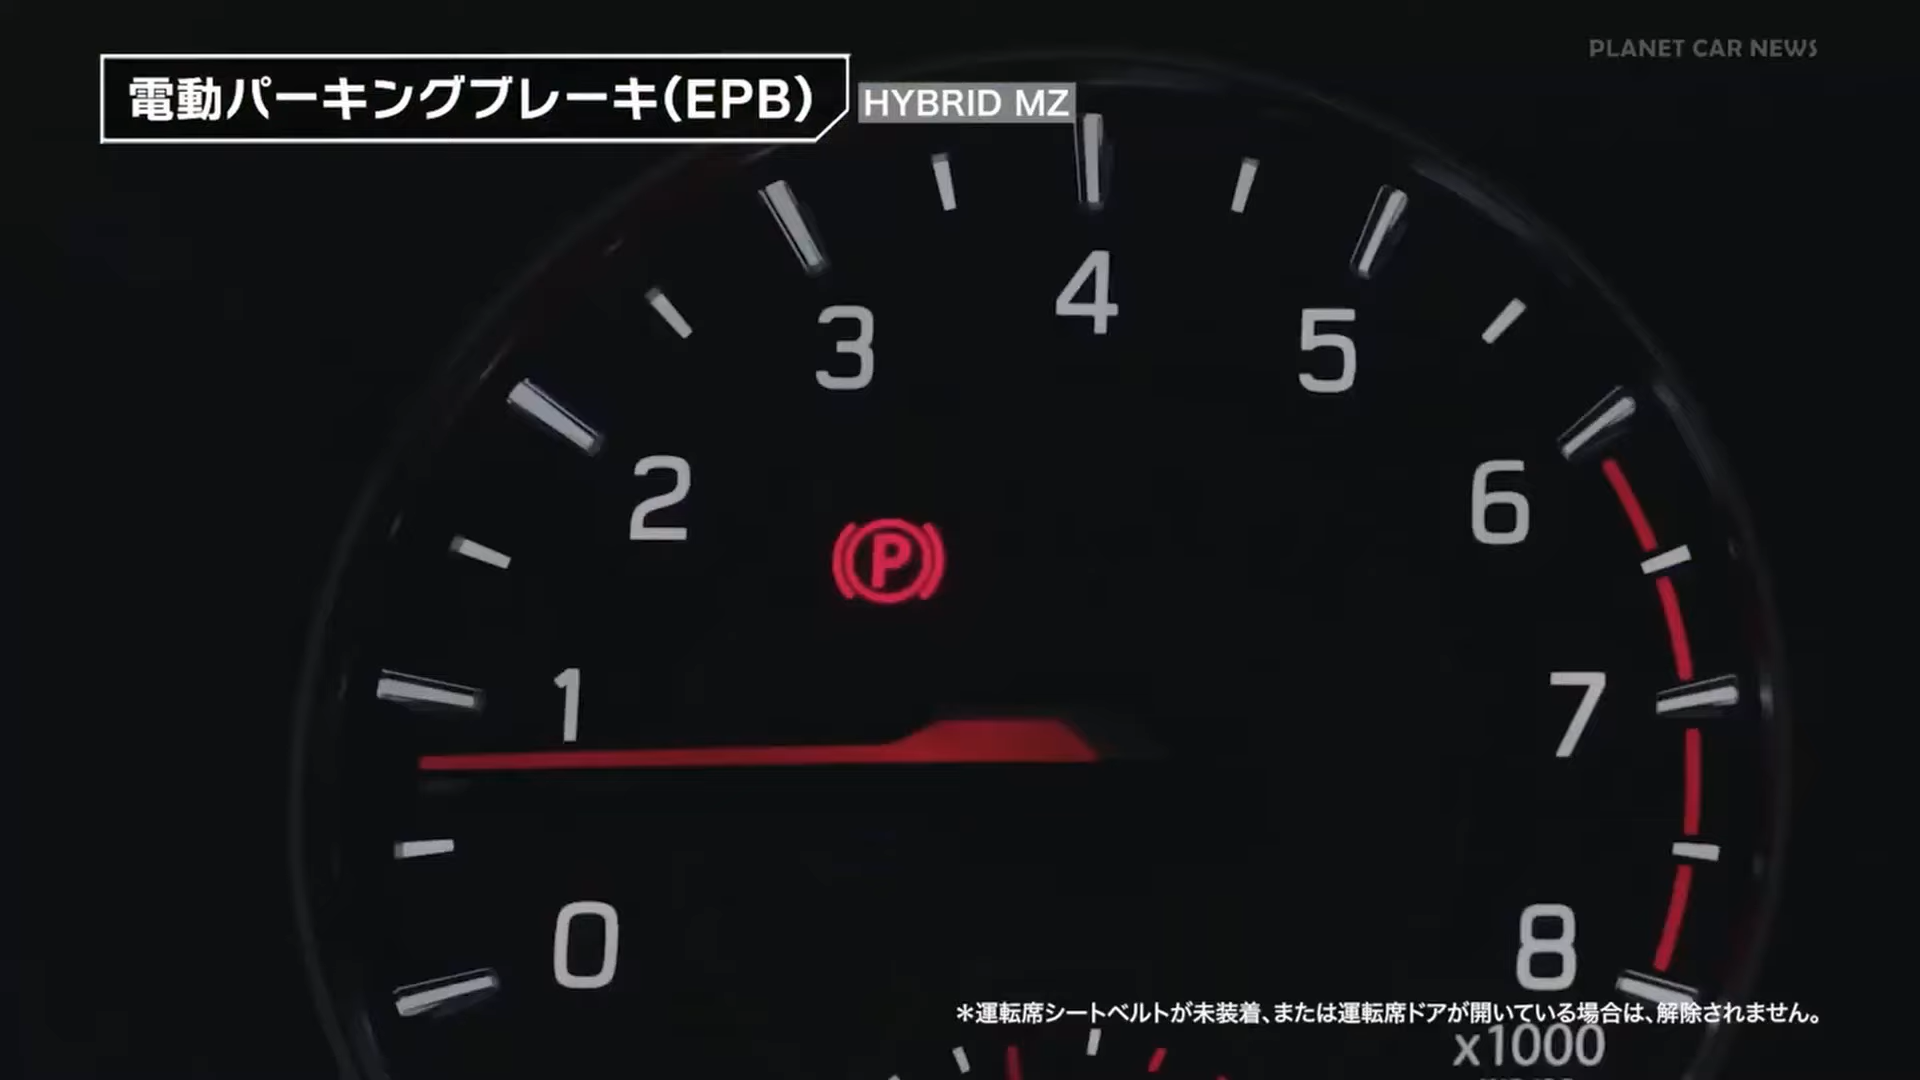 PLANET CAR NEWS
電動パーキングブレーキ(EPB)
HYBRID MZ
4
3
5
2
6
P
1
7
0
8
＊運転席シートベルトが未装着、または運転席ドアが開いている場合は、解除されません。
x1000